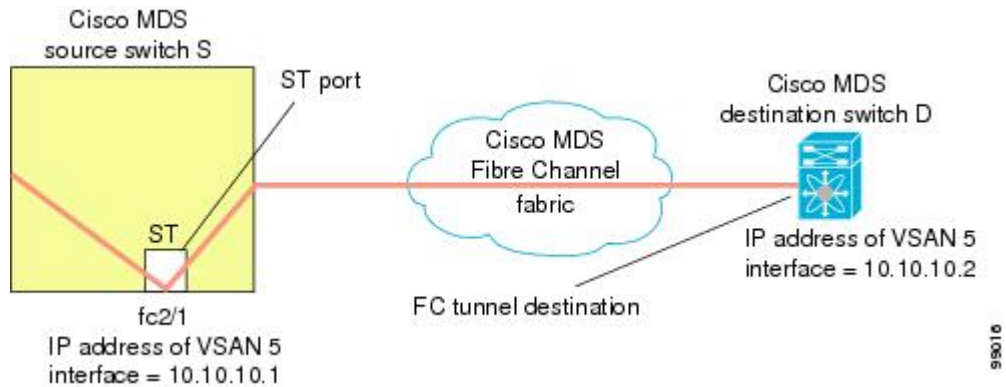 Cisco MDS
source switch S
ST port
Cisco MDS
destination switch D
Cisco MDS
Fibre Channel
fabric
ST
fc2/1
IP address of VSAN 5
interface = 10.10.10.1
FC tunnel destination
IP address of VSAN 5
interface = 10.10.10.2
99016